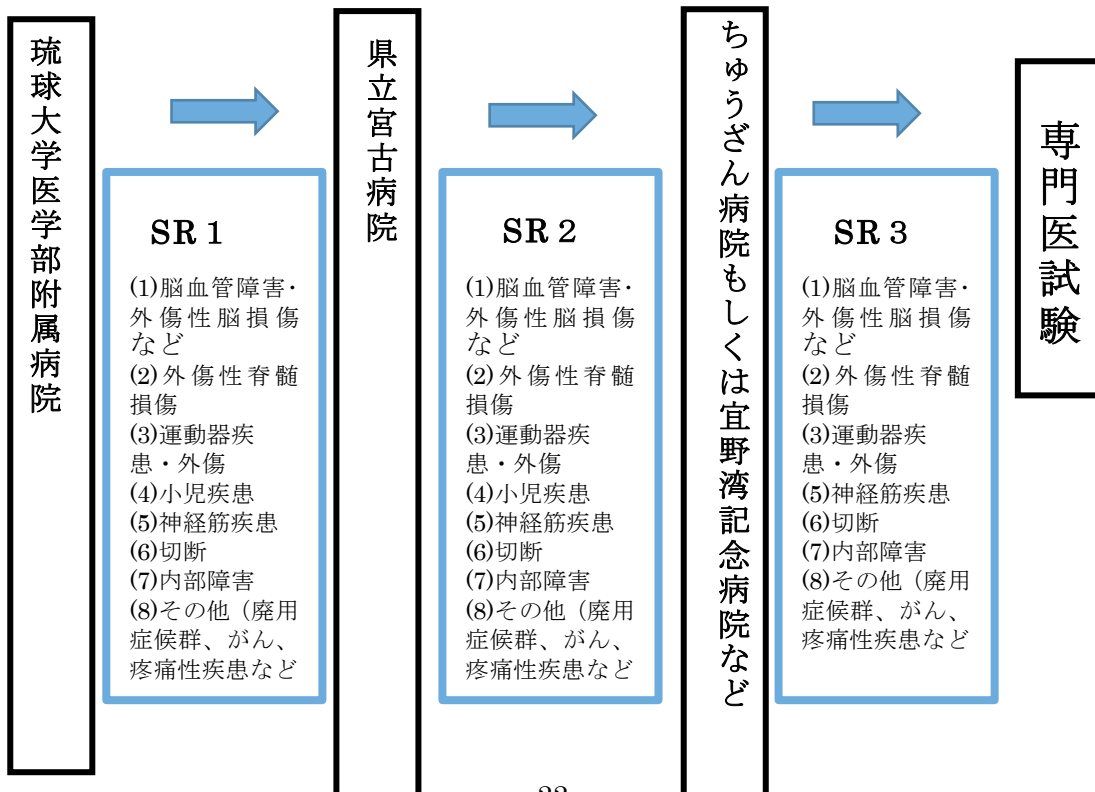 琉球大学医学部附属病院
SR 1
(1)脳血管障害・
外傷性脳損傷
など
(2)外傷性脊髄
損傷
(3)運動器疾
患・外傷
(4)小児疾患
(5)神経筋疾患
(6)切断
(7)内部障害
(8)その他（廃用
症候群、がん、
疼痛性疾患など
県立宮古病院
SR 2
(1)脳血管障害・
外傷性脳損傷
など
(2)外傷性脊髄
損傷
(3)運動器疾
患・外傷
(4)小児疾患
(5)神経筋疾患
(6)切断
(7)内部障害
(8)その他（廃用
症候群、がん、
疼痛性疾患など
ちゅうざん病院もしくは宜野湾記念病院など
SR 3
(1)脳血管障害・
外傷性脳損傷
など
(2)外傷性脊髄
損傷
(3)運動器疾
患・外傷
(5)神経筋疾患
(6)切断
(7)内部障害
(8)その他（廃用
症候群、がん、
疼痛性疾患など
専門医試験